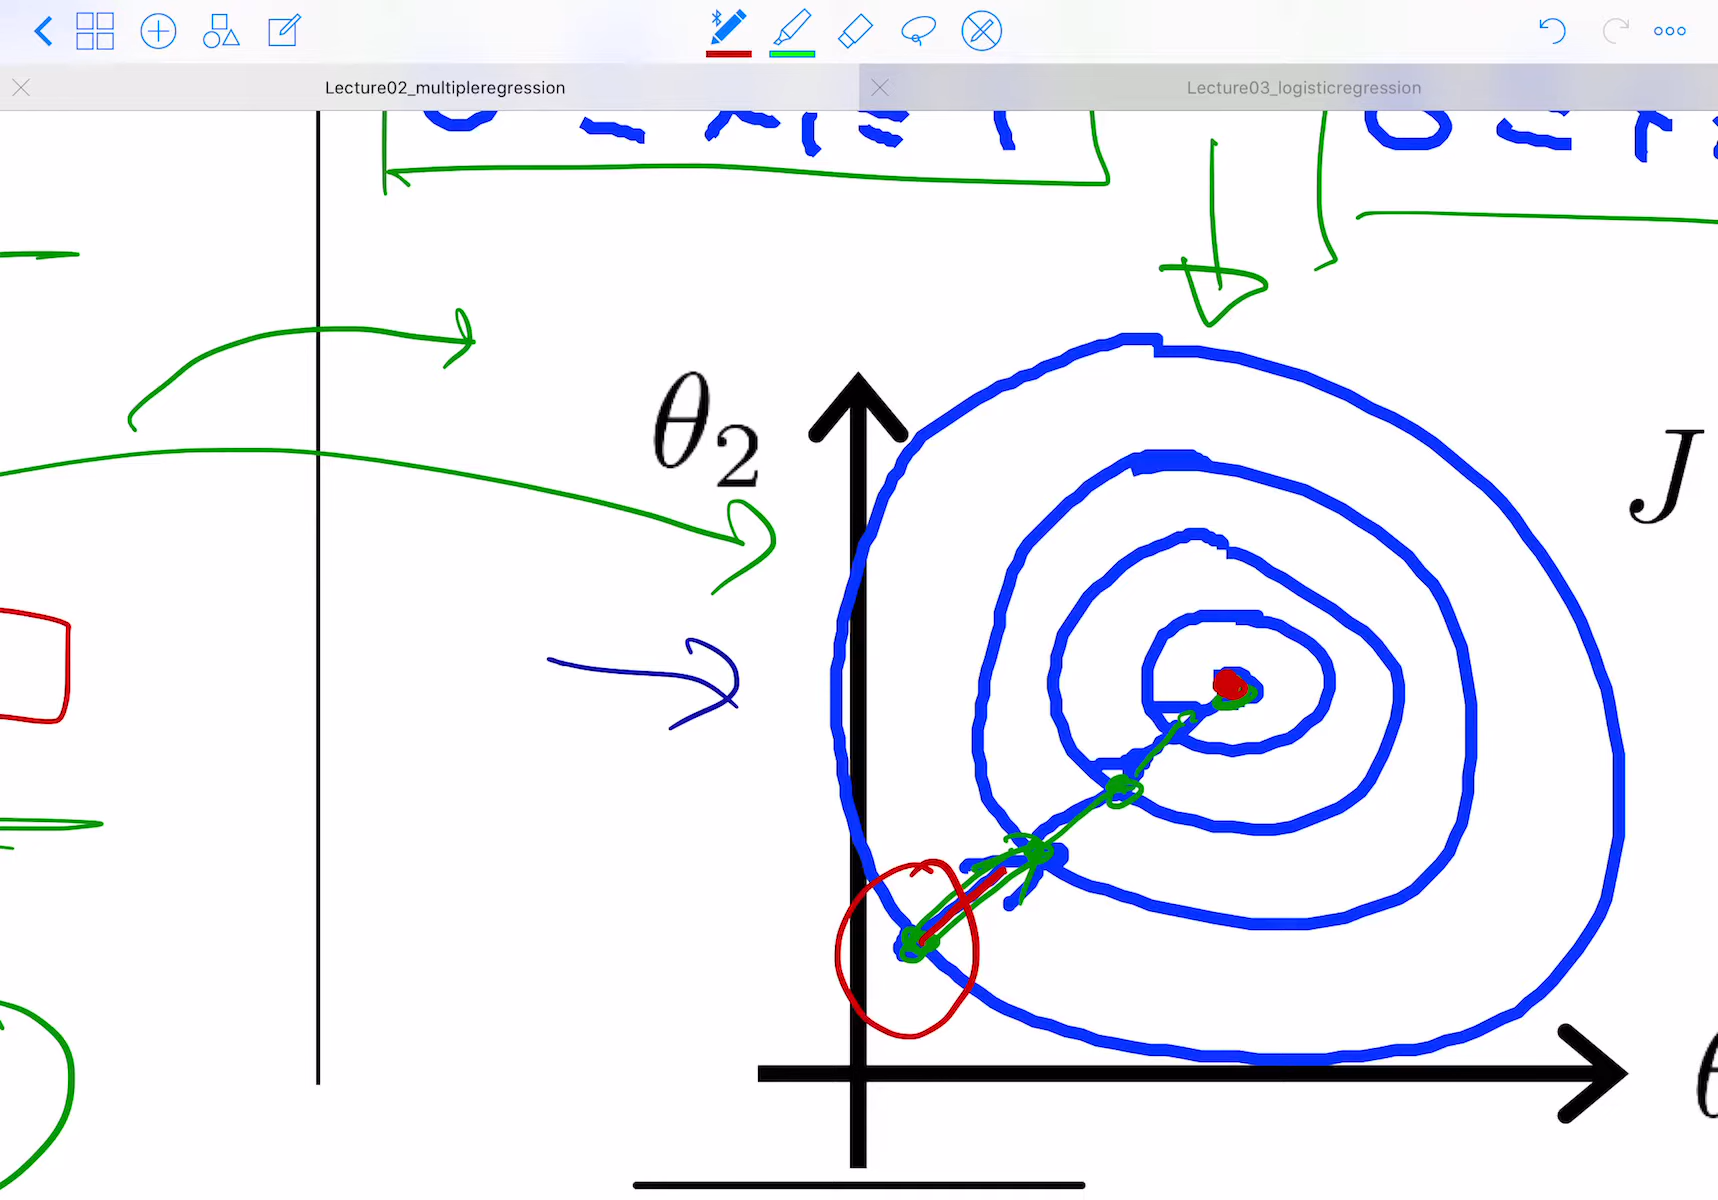 Lecture02_multipleregression
Lecture03_logisticregression
θ₂
J
θ